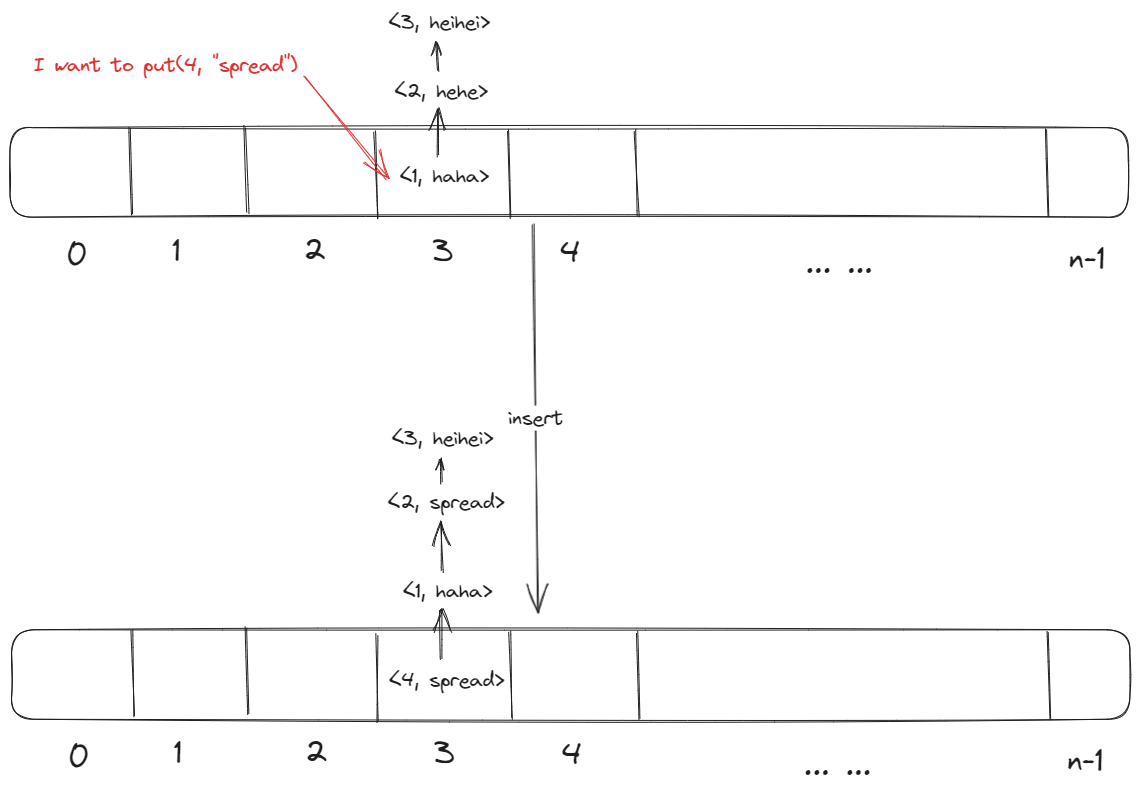 <3, heihei>
I want to put(4, "spread")
<2, hehe>
<1, haha>
0 1 2 3 4 ... ... n-1
insert
<3, heihei>
<2, spread>
<1, haha>
<4, spread>
0 1 2 3 4 ... ... n-1